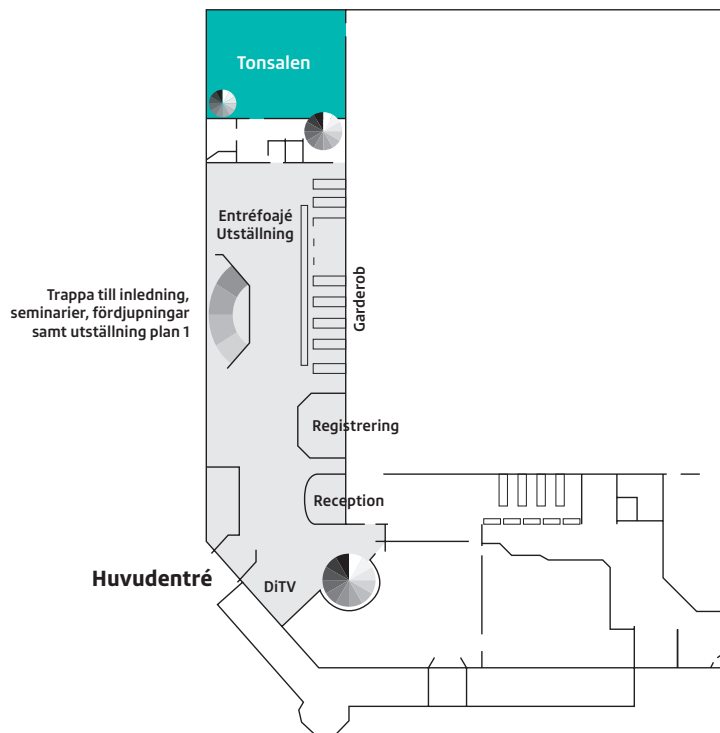 Tonsalen
Entréfoajé
Utställning
Trappa till inledning,
seminarier, fördjupningar
samt utställning plan 1
Garderob
Registrering
Reception
Huvudentré
DiTV